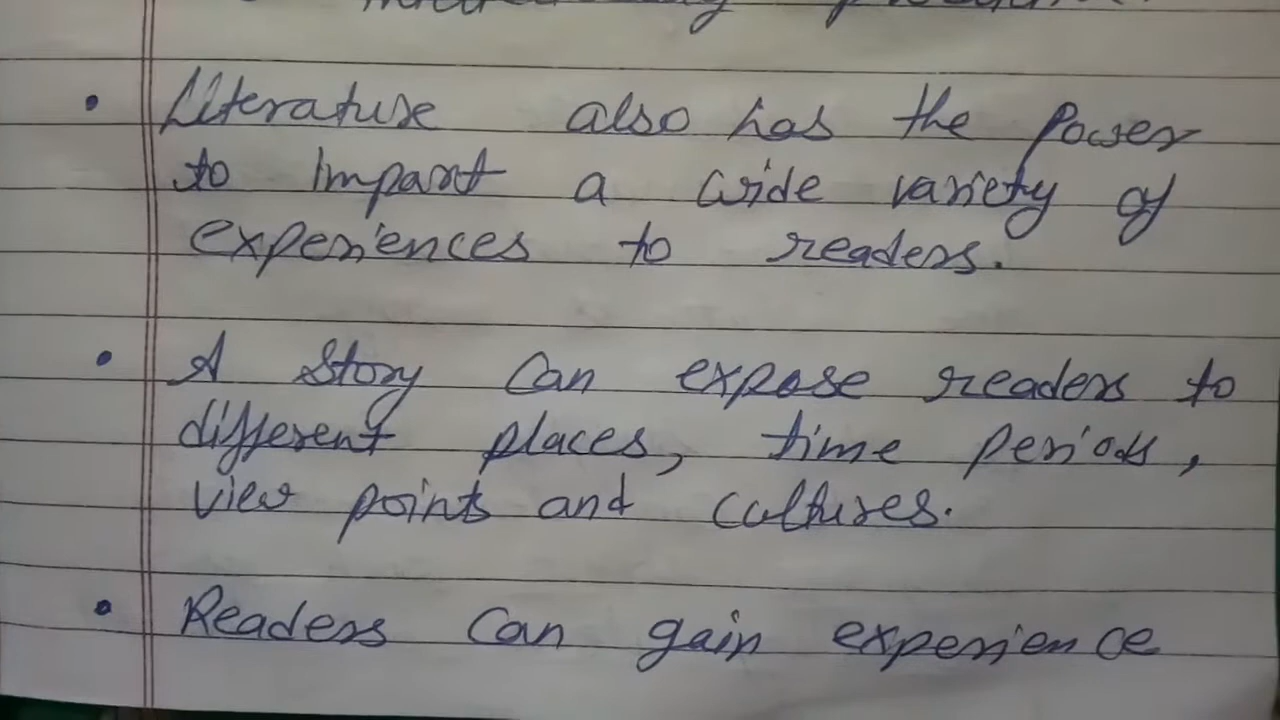 • Literature also has the Power
to impart a wide variety of
experiences to readers.
• A Story Can expose readers to
different places, time periods,
view points and cultures.
• Readers Can gain experience